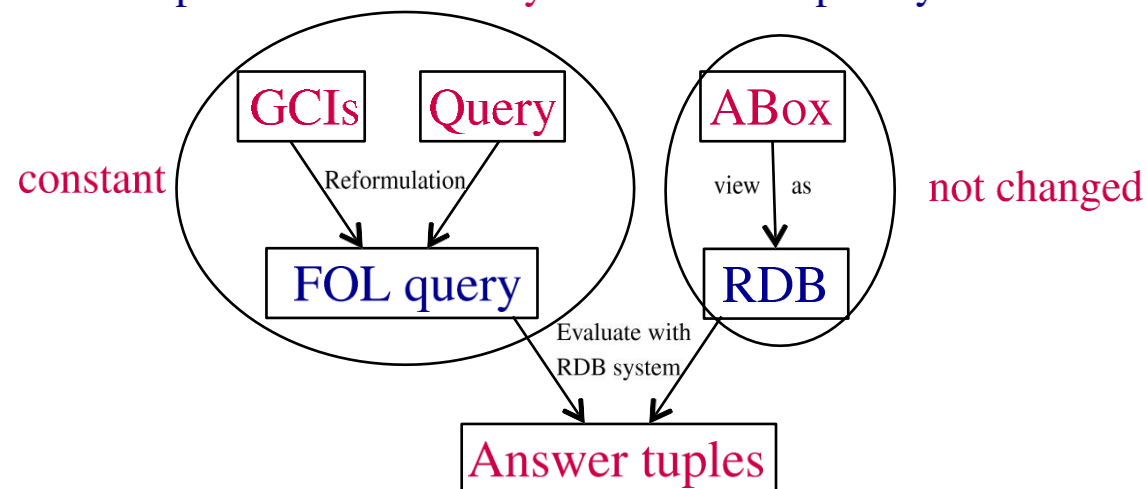 GCIs Query ABox
constant Reformulation view as not changed
FOL query RDB
Evaluate with
RDB system
Answer tuples